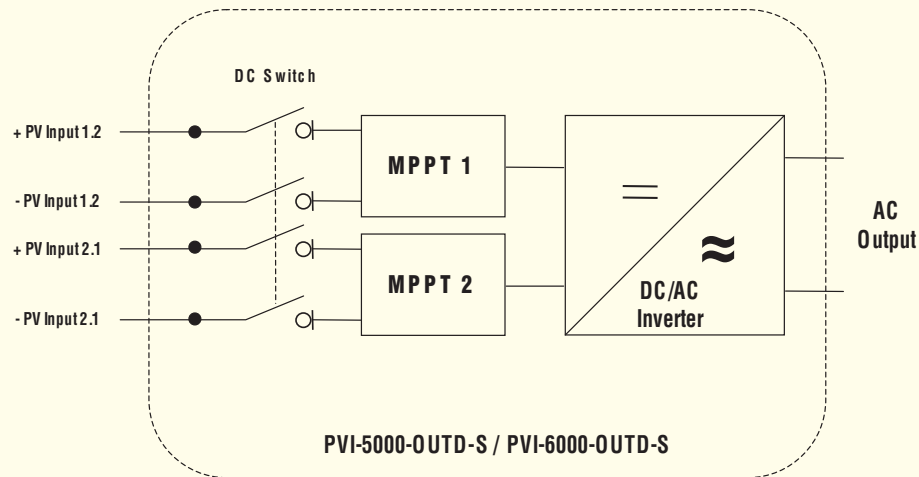 DC Switch
+ PV Input 1.2
- PV Input 1.2
+ PV Input 2.1
- PV Input 2.1
MPPT 1
MPPT 2
DC/AC
Inverter
AC
Output
PVI-5000-OUTD-S / PVI-6000-OUTD-S